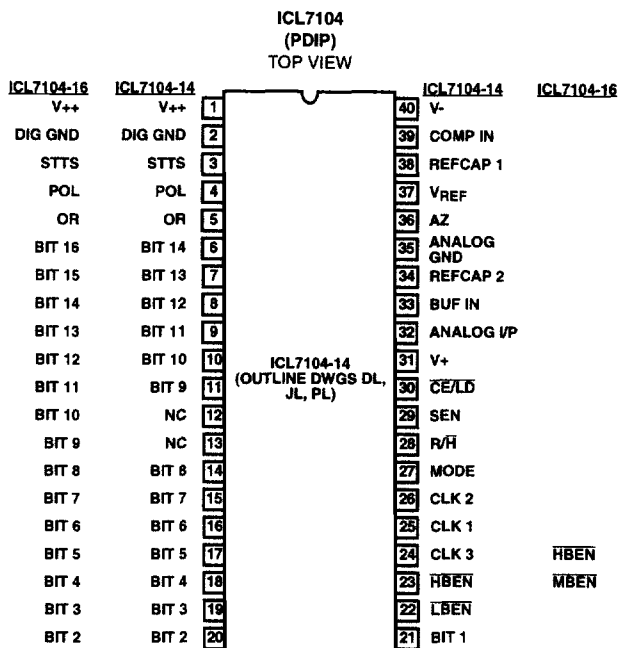 ICL7104
(PDIP)
TOP VIEW
ICL7104-16 ICL7104-14 ICL7104-14 ICL7104-16
V++ V++ 1 40 V-
DIG GND DIG GND 2 39 COMP IN
STTS STTS 3 38 REFCAP 1
POL POL 4 37 VREF
OR OR 5 36 AZ
BIT 16 BIT 14 6 35 ANALOG
GND
BIT 15 BIT 13 7 34 REFCAP 2
BIT 14 BIT 12 8 33 BUF IN
BIT 13 BIT 11 9 32 ANALOG I/P
BIT 12 BIT 10 10 31 V+
ICL7104-14
(OUTLINE DWGS DL,
JL, PL)
BIT 11 BIT 9 11 30 CE/LD
BIT 10 NC 12 29 SEN
BIT 9 NC 13 28 R/H
BIT 8 BIT 8 14 27 MODE
BIT 7 BIT 7 15 26 CLK 2
BIT 6 BIT 6 16 25 CLK 1
BIT 5 BIT 5 17 24 CLK 3 HBEN
BIT 4 BIT 4 18 23 HBEN MBEN
BIT 3 BIT 3 19 22 LBEN
BIT 2 BIT 2 20 21 BIT 1